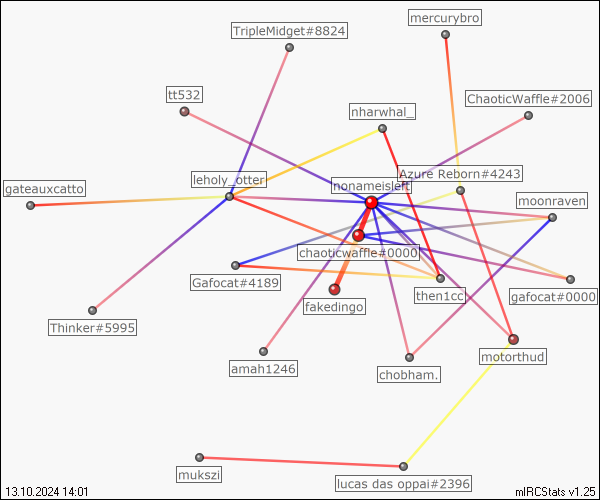 mercurybro
TripleMidget#8824
tt532
ChaoticWaffle#2006
nharwhal_
Azure Reborn#4243
leholy_otter
nonameisleft
gateauxcatto
moonraven
chaoticwaffle#0000
Gafocat#4189
then1cc
gafocat#0000
fakedingo
Thinker#5995
motorthud
amah1246
chobham.
mukszi
lucas das oppai#2396
13.10.2024 14:01
mIRCStats v1.25